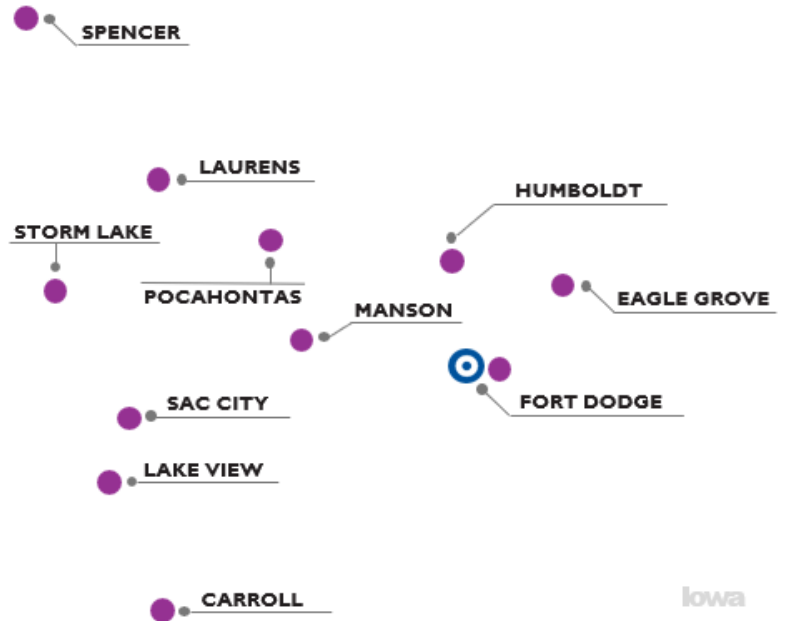 SPENCER
LAURENS
HUMBOLDT
STORM LAKE
POCAHONTAS
EAGLE GROVE
MANSON
SAC CITY
FORT DODGE
LAKE VIEW
CARROLL
Iowa